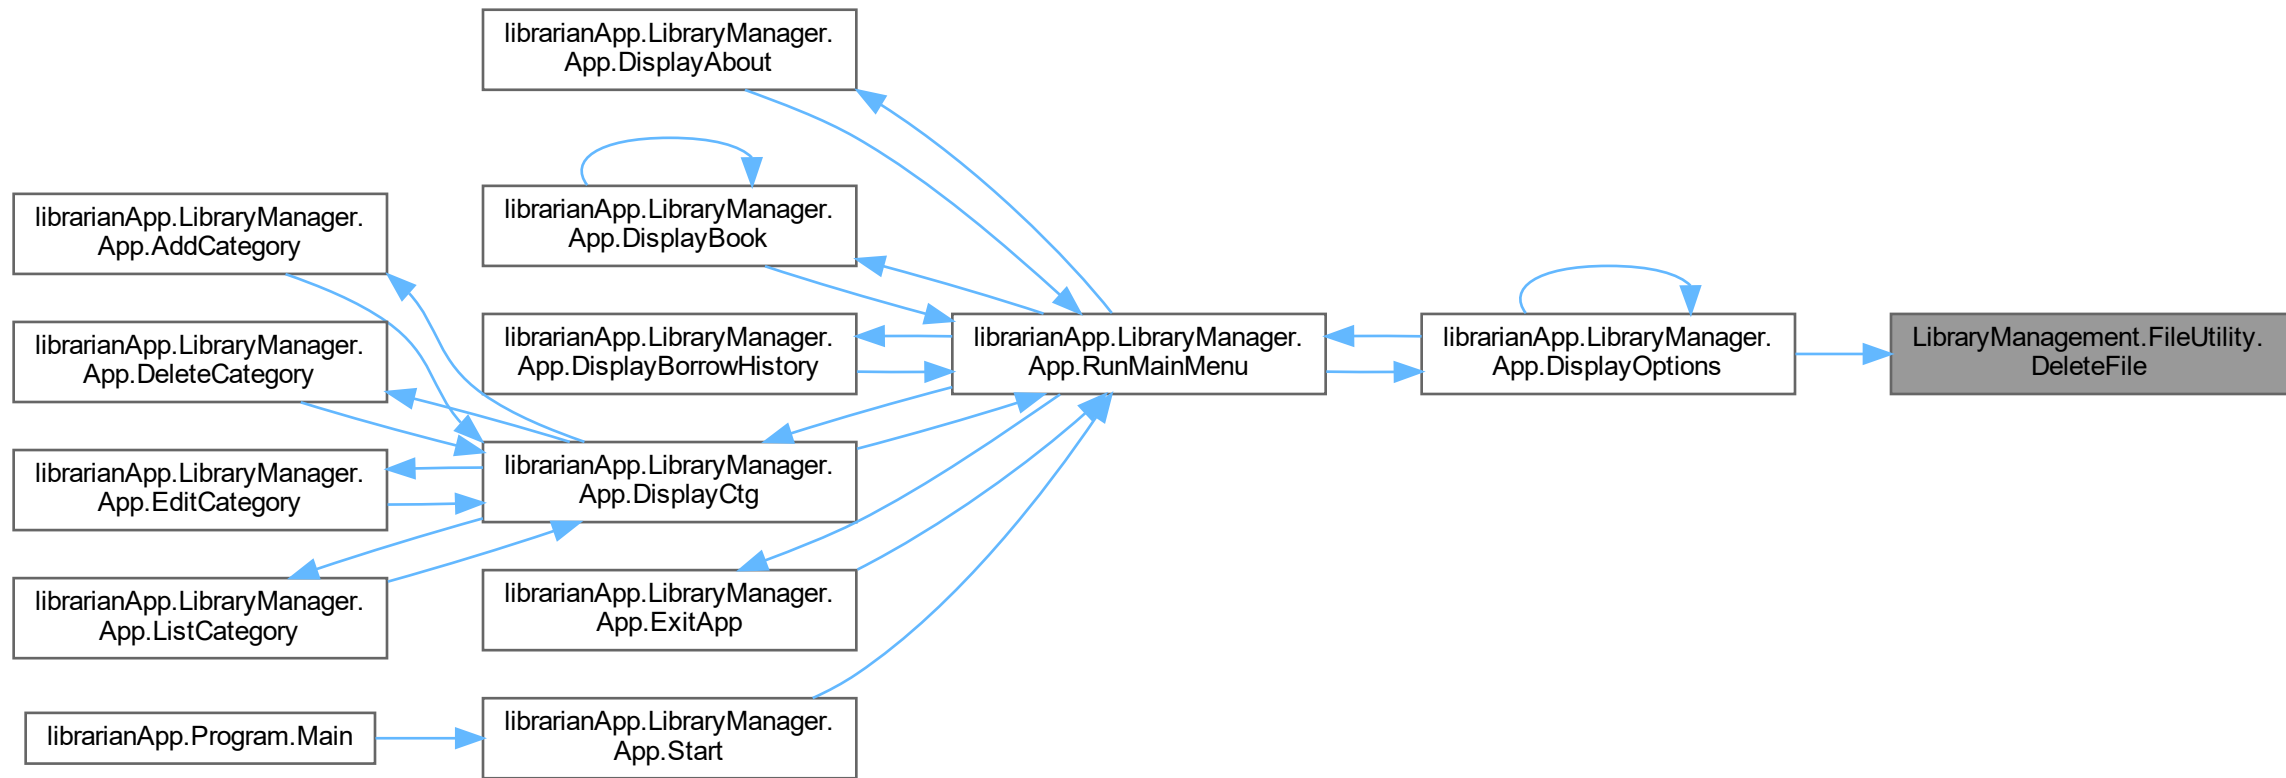 librarianApp.LibraryManager.
App.DisplayAbout
librarianApp.LibraryManager.
App.DisplayBook
librarianApp.LibraryManager.
App.AddCategory
librarianApp.LibraryManager.
App.DisplayBorrowHistory
librarianApp.LibraryManager.
App.RunMainMenu
librarianApp.LibraryManager.
App.DisplayOptions
LibraryManagement.FileUtility.
DeleteFile
librarianApp.LibraryManager.
App.DeleteCategory
librarianApp.LibraryManager.
App.DisplayCtg
librarianApp.LibraryManager.
App.EditCategory
librarianApp.LibraryManager.
App.ExitApp
librarianApp.LibraryManager.
App.ListCategory
librarianApp.LibraryManager.
App.Start
librarianApp.Program.Main